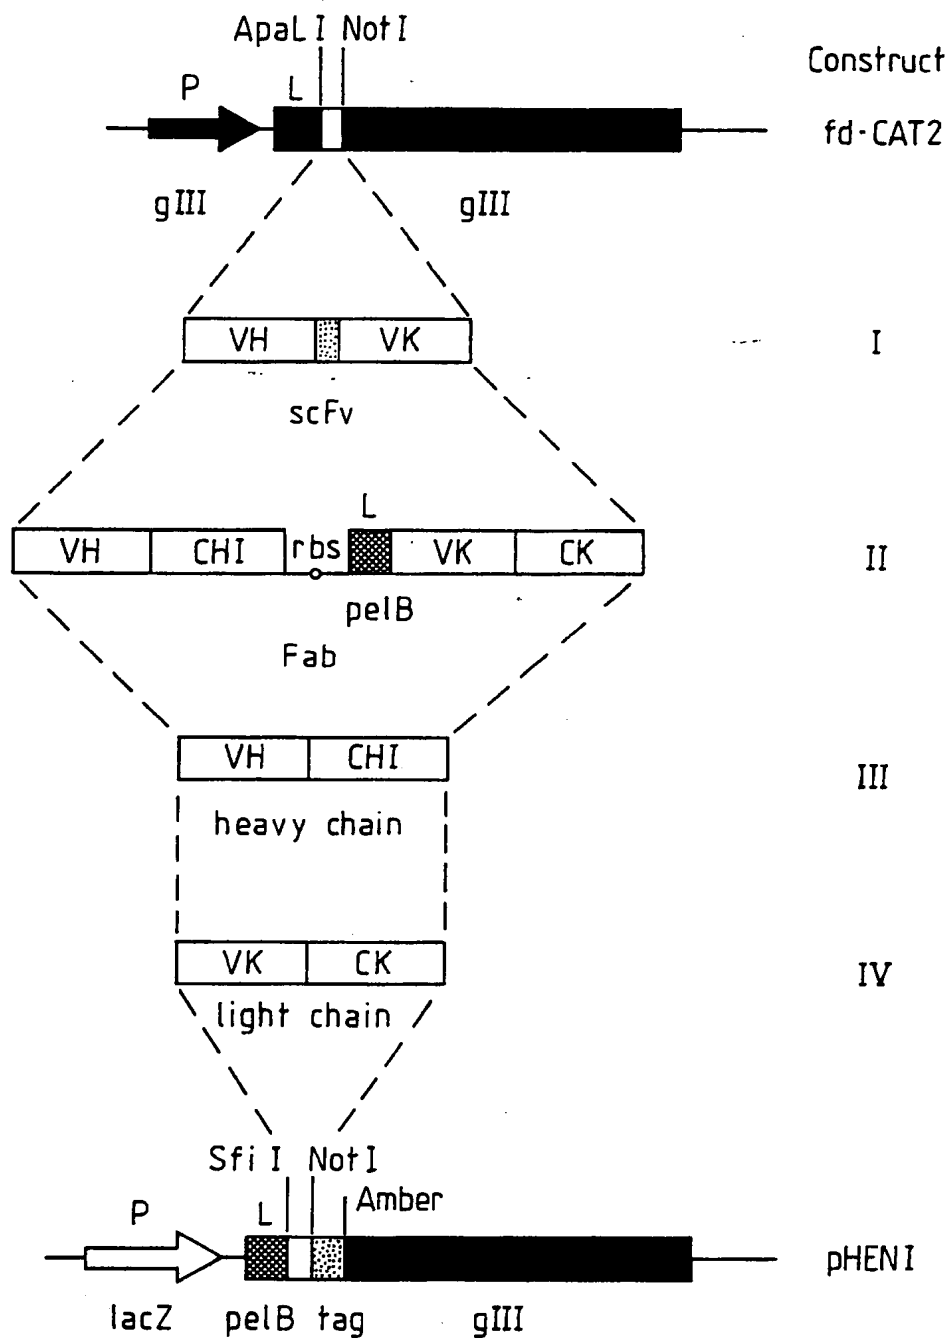 ApaL I Not I
Construct
P L
fd-CAT2
gIII gIII
VH VK I
scFv
L
VH CHI rbs VK CK II
pelB
Fab
VH CHI III
heavy chain
VK CK IV
light chain
Sfi I Not I
Amber
P L
pHEN I
lacZ pelB tag gIII